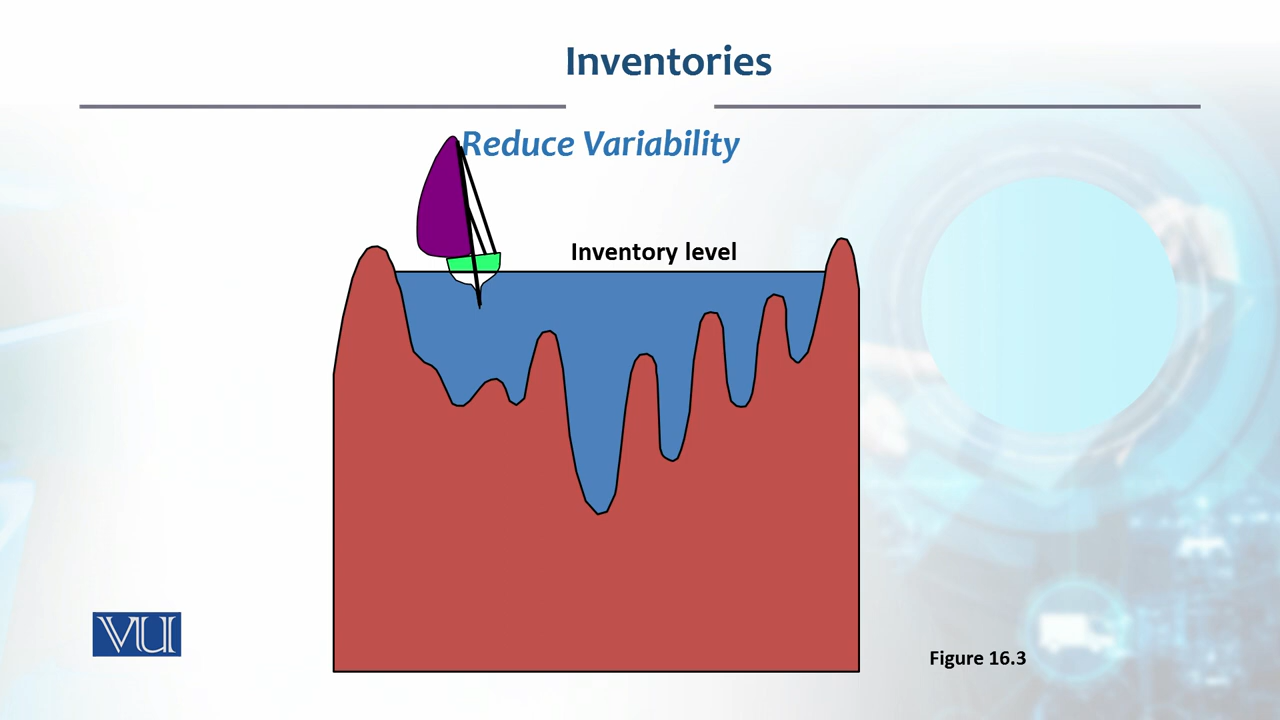 Inventories
Reduce Variability
Inventory level
VU
Figure 16.3